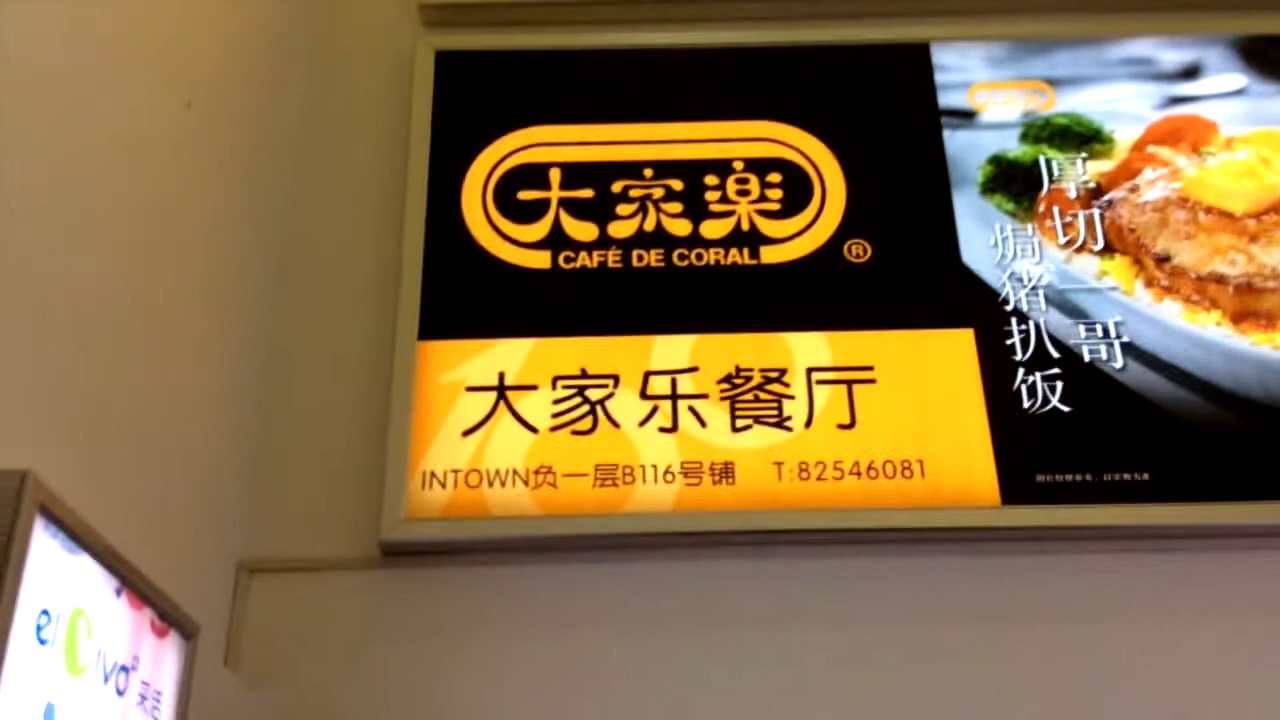 大家楽
CAFÉ DE CORAL
®
大家乐餐厅
INTOWN负一层B116号铺 T:82546081
厚切一哥
焗猪扒饭